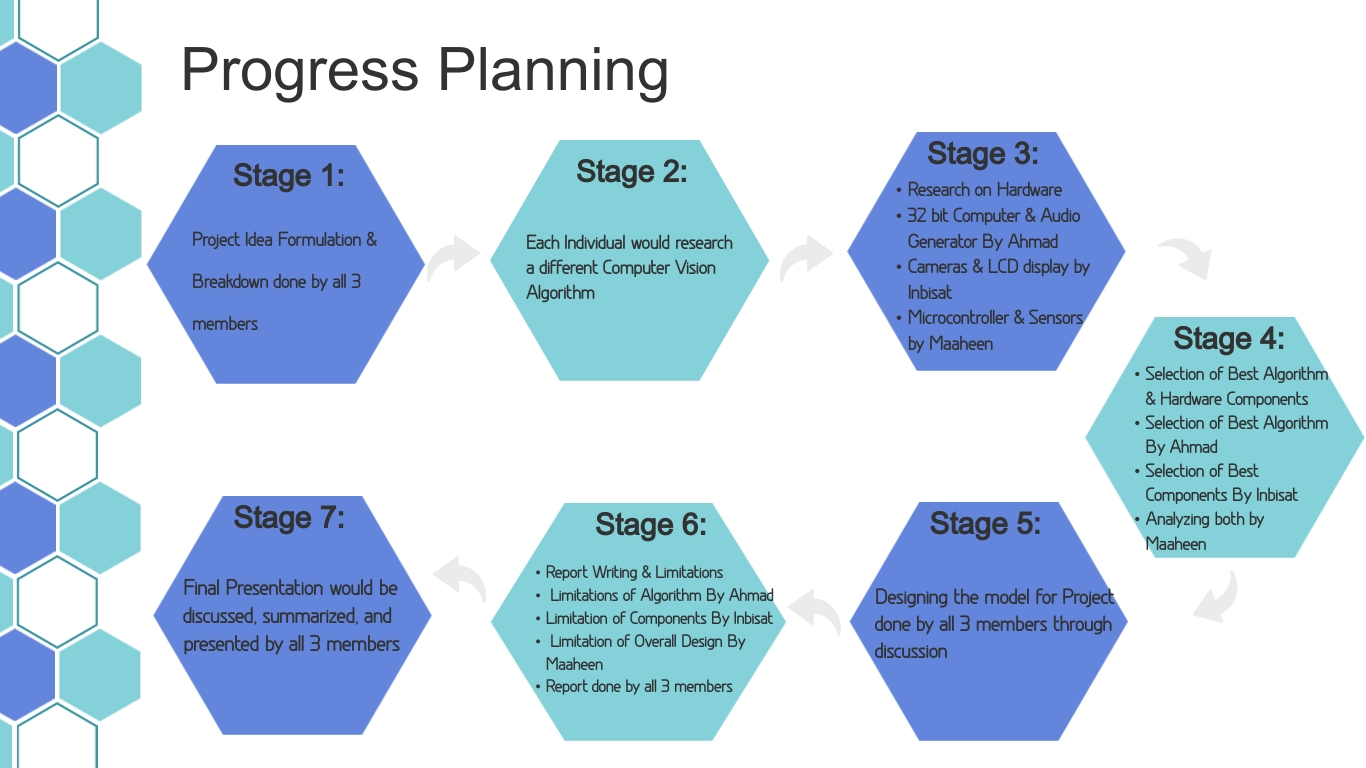 Progress Planning
Stage 1:
Project Idea Formulation &
Breakdown done by all 3
members
Stage 2:
Each Individual would research
a different Computer Vision
Algorithm
Stage 3:
• Research on Hardware
• 32 bit Computer & Audio
Generator By Ahmad
• Cameras & LCD display by
Inbisat
• Microcontroller & Sensors
by Maaheen
Stage 4:
• Selection of Best Algorithm
& Hardware Components
• Selection of Best Algorithm
By Ahmad
• Selection of Best
Components By Inbisat
• Analyzing both by
Maaheen
Stage 5:
Designing the model for Project
done by all 3 members through
discussion
Stage 6:
• Report Writing & Limitations
• Limitations of Algorithm By Ahmad
• Limitation of Components By Inbisat
• Limitation of Overall Design By
Maaheen
• Report done by all 3 members
Stage 7:
Final Presentation would be
discussed, summarized, and
presented by all 3 members